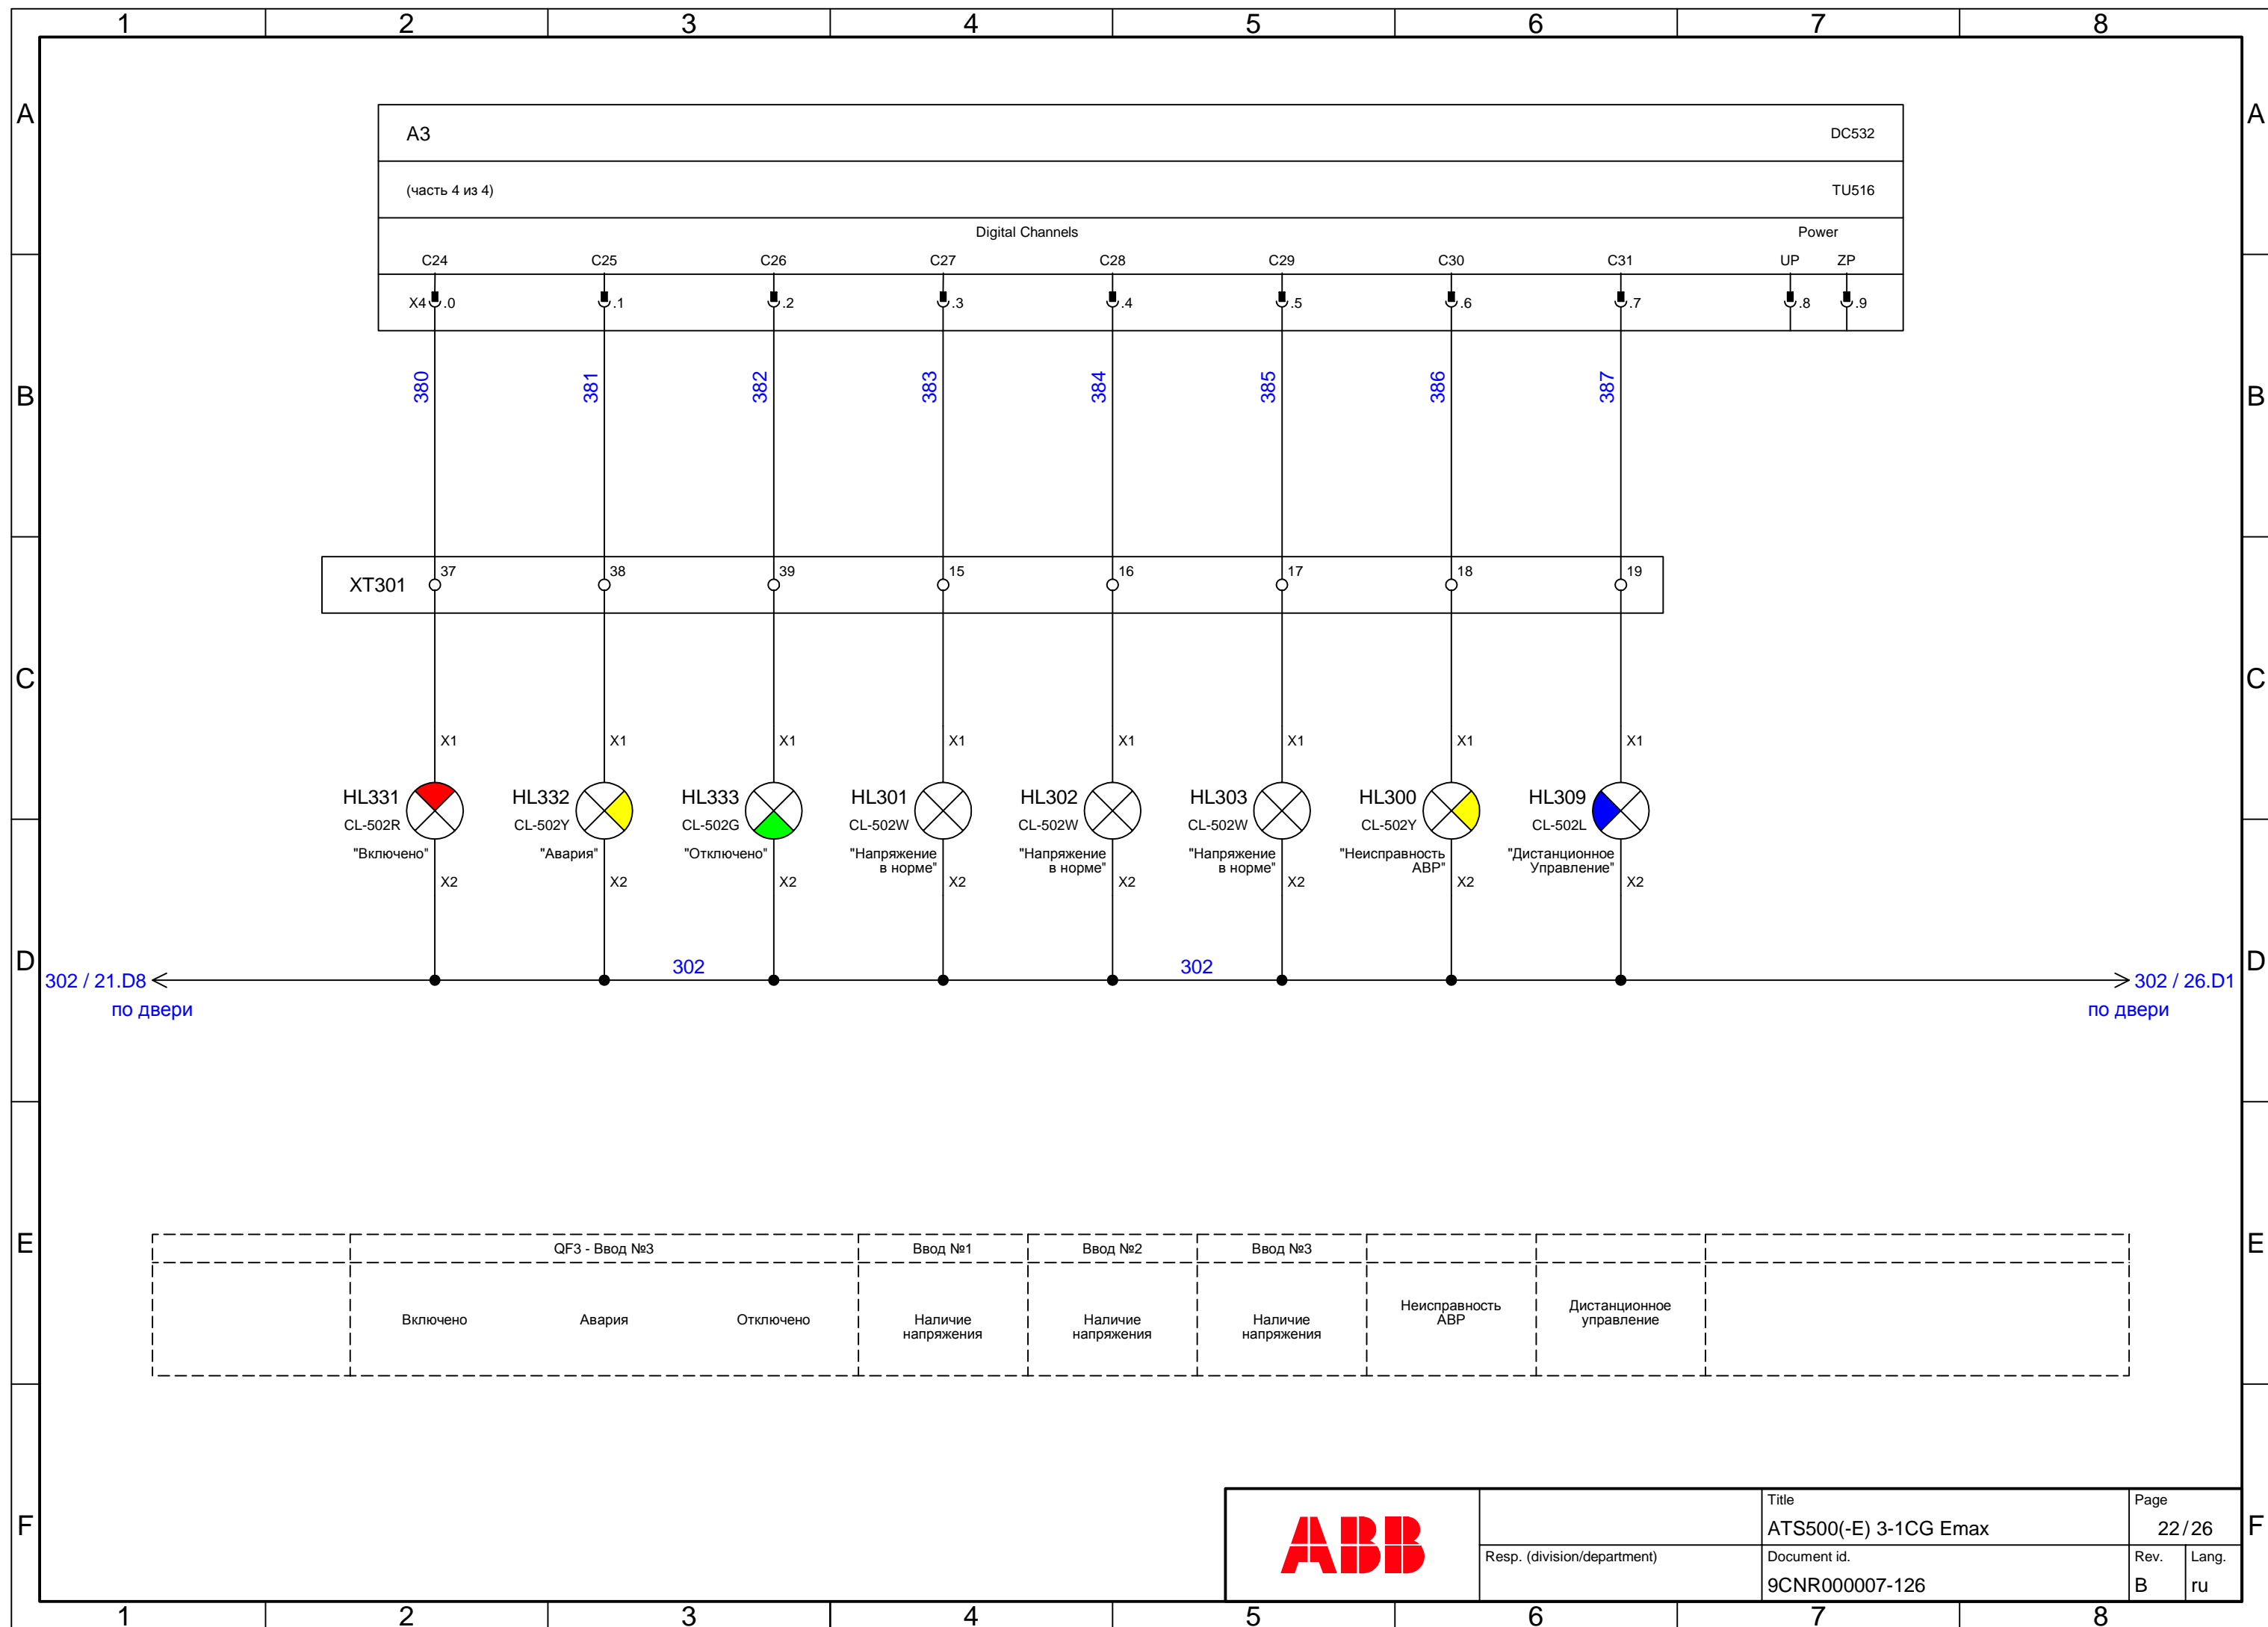 1 2 3 4 5 6 7 8
A A
A3 DC532
(часть 4 из 4) TU516
Digital Channels Power
C24 C25 C26 C27 C28 C29 C30 C31 UP ZP
X4 .0 .1 .2 .3 .4 .5 .6 .7 .8 .9
B B
380 381 382 383 384 385 386 387
XT301 37 38 39 15 16 17 18 19
C C
X1 X1 X1 X1 X1 X1 X1 X1
HL331 HL332 HL333 HL301 HL302 HL303 HL300 HL309
CL-502R CL-502Y CL-502G CL-502W CL-502W CL-502W CL-502Y CL-502L
"Включено" "Авария" "Отключено" "Напряжение "Напряжение "Напряжение "Неисправность "Дистанционное
в норме" в норме" в норме" АВР" Управление"
X2 X2 X2 X2 X2 X2 X2 X2
D D
302 302
302 / 21.D8 302 / 26.D1
по двери по двери
E E
QF3 - Ввод №3 Ввод №1 Ввод №2 Ввод №3
Включено Авария Отключено Наличие Наличие Наличие Неисправность Дистанционное
напряжения напряжения напряжения АВР управление
F F
ABB
Title Page
ATS500(-E) 3-1CG Emax 22/26
Resp. (division/department) Document id. Rev. Lang.
9CNR000007-126 B ru
1 2 3 4 5 6 7 8